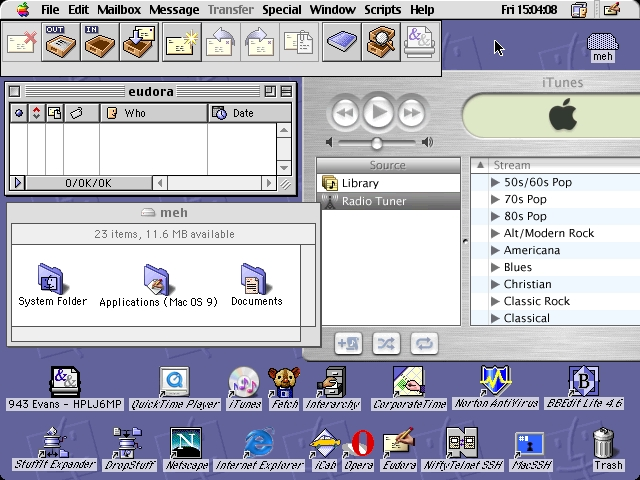 File Edit Mailbox Message Transfer Special Window Scripts Help Fri 15:04:08
OUT IN
meh
eudora
Who Date
0/0K/0K
iTunes
Source
Library
Radio Tuner
Stream
50s/60s Pop
70s Pop
80s Pop
Alt/Modern Rock
Americana
Blues
Christian
Classic Rock
Classical
meh
23 items, 11.6 MB available
System Folder Applications (Mac OS 9) Documents
943 Evans - HPLJ6MP QuickTime Player iTunes Fetch Interarchy CorporateTime Norton AntiVirus BBEdit Lite 4.6
StuffIt Expander DropStuff Netscape Internet Explorer iCab Opera Eudora NiftyTelnet SSH MacSSH Trash